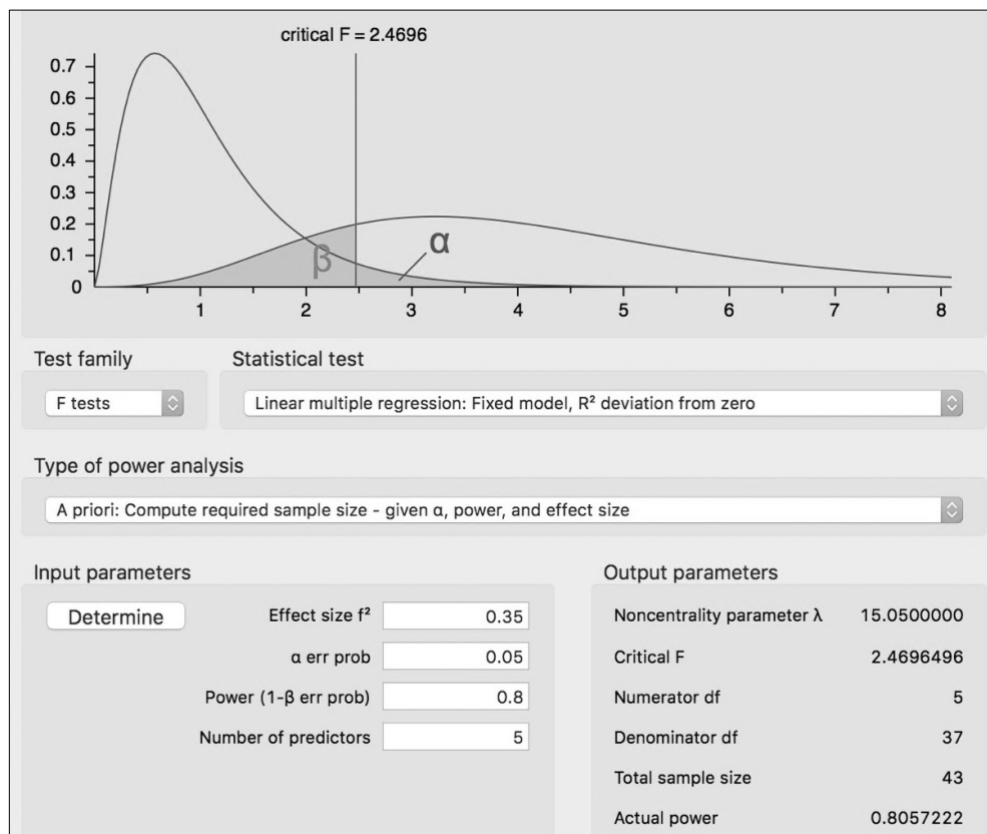 critical F = 2.4696
0.7
0.6
0.5
0.4
0.3
0.2
0.1
0
β
α
1 2 3 4 5 6 7 8
Test family Statistical test
F tests Linear multiple regression: Fixed model, R² deviation from zero
Type of power analysis
A priori: Compute required sample size - given α, power, and effect size
Input parameters Output parameters
Determine Effect size f² 0.35 Noncentrality parameter λ 15.0500000
α err prob 0.05 Critical F 2.4696496
Power (1-β err prob) 0.8 Numerator df 5
Number of predictors 5 Denominator df 37
Total sample size 43
Actual power 0.8057222